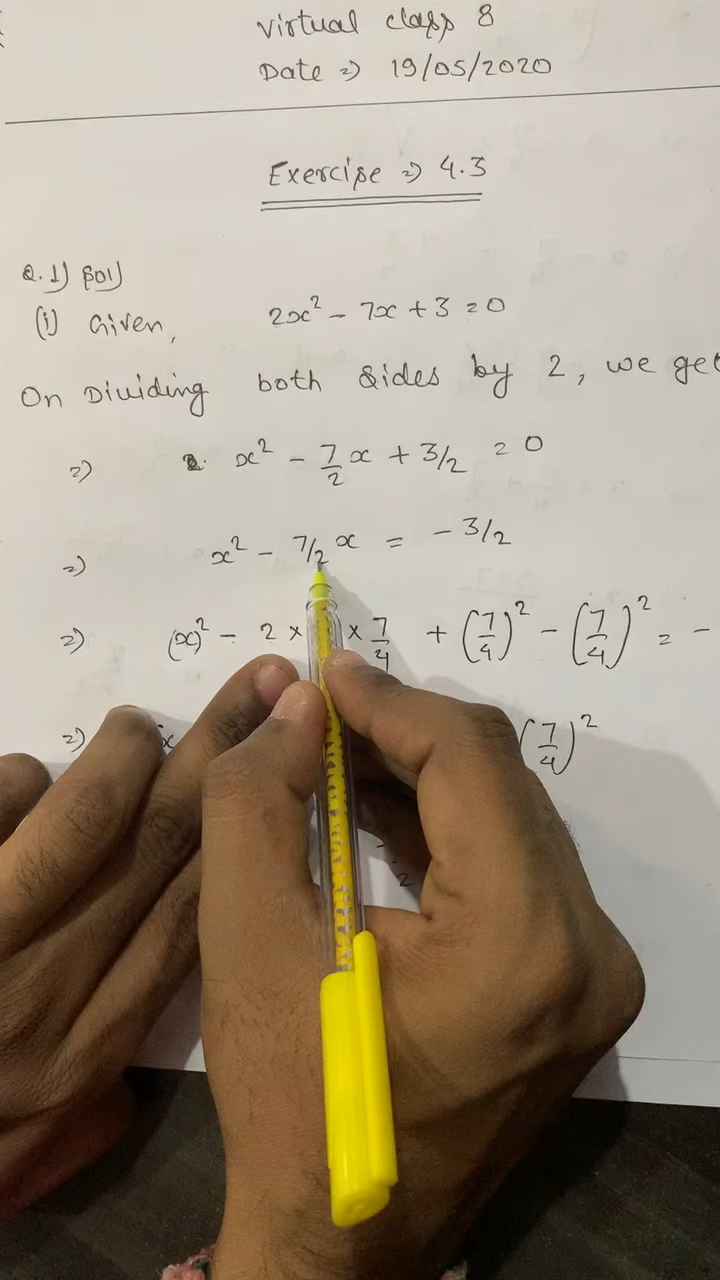 Virtual class 8
Date => 19/05/2020
Exercise => 4.3
Q.1) Sol)
(i) Given, 2x² - 7x + 3 = 0
On Dividing both sides by 2, we get
=> x² - 7/2 x + 3/2 = 0
=> x² - 7/2 x = - 3/2
=> (x)² - 2 × × 7/4 + (7/4)² - (7/4)² = -
=> x (7/4)²